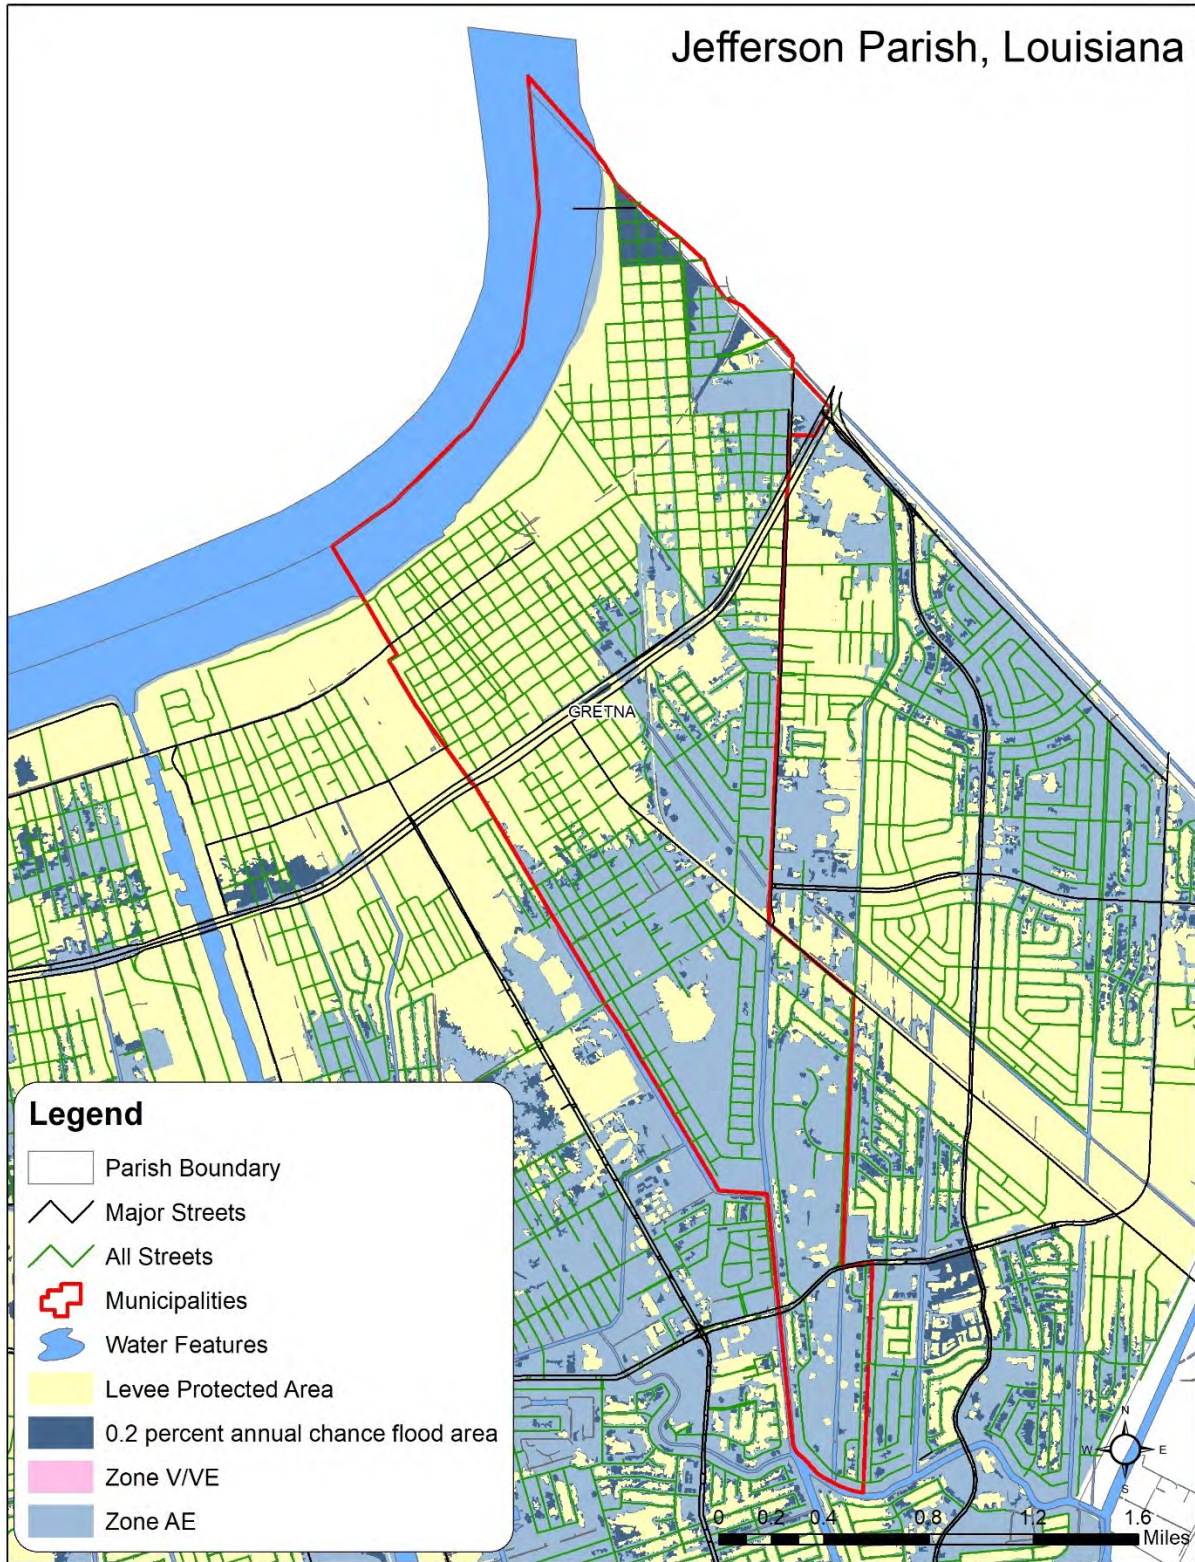 Jefferson Parish, Louisiana
GRETNA
Legend
Parish Boundary
Major Streets
All Streets
Municipalities
Water Features
Levee Protected Area
0.2 percent annual chance flood area
Zone V/VE
Zone AE
N
W E
S
0 0.2 0.4 0.8 1.2 1.6
Miles